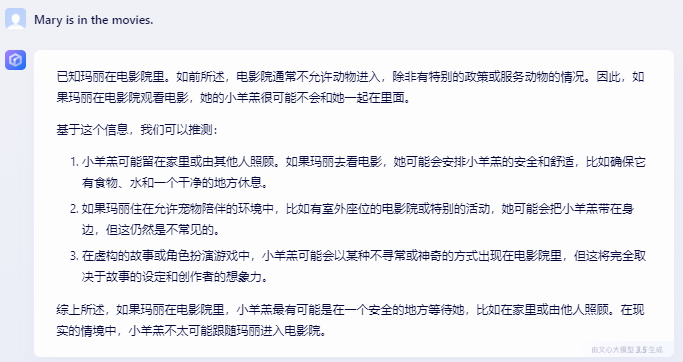 Mary is in the movies.
已知玛丽在电影院里。如前所述，电影院通常不允许动物进入，除非有特别的政策或服务动物的情况。因此，如
果玛丽在电影院观看电影，她的小羊羔很可能不会和她一起在里面。
基于这个信息，我们可以推测：
1. 小羊羔可能留在家里或由其他人照顾。如果玛丽去看电影，她可能会安排小羊羔的安全和舒适，比如确保它
有食物、水和一个干净的地方休息。
2. 如果玛丽住在允许宠物陪伴的环境中，比如有室外座位的电影院或特别的活动，她可能会把小羊羔带在身
边，但这仍然是不常见的。
3. 在虚构的故事或角色扮演游戏中，小羊羔可能会以某种不寻常或神奇的方式出现在电影院里，但这将完全取
决于故事的设定和创作者的想象力。
综上所述，如果玛丽在电影院里，小羊羔最有可能是在一个安全的地方等待她，比如在家里或由他人照顾。在现
实的情境中，小羊羔不太可能跟随玛丽进入电影院。
由文心大模型 3.5 生成